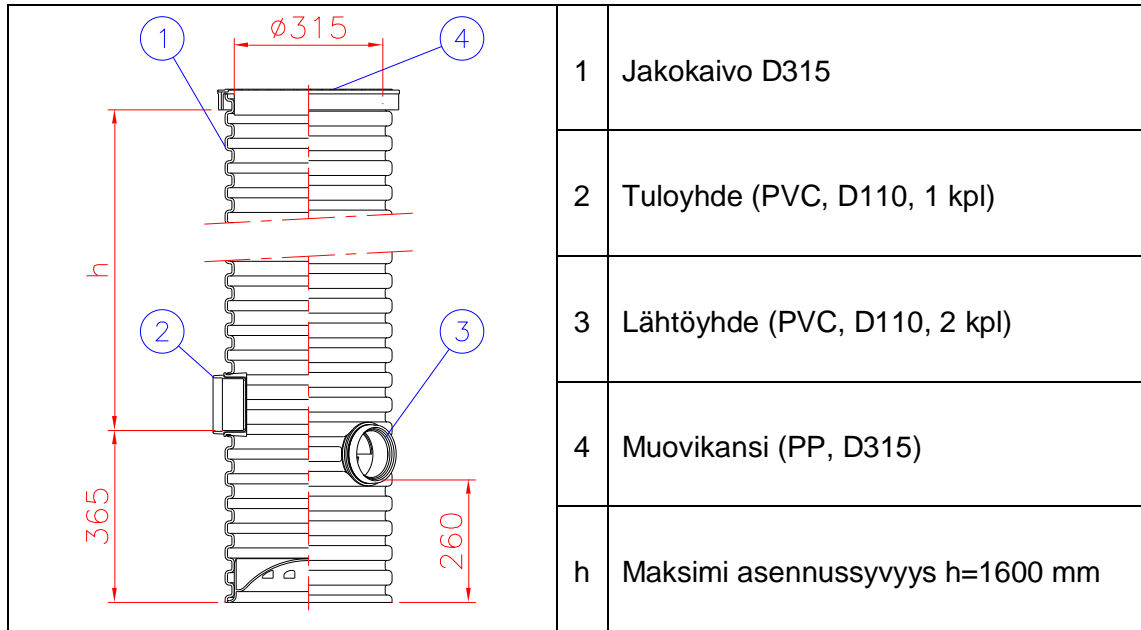 ø315
1
4
h
2
3
365
260
1 Jakokaivo D315
2 Tuloyhde (PVC, D110, 1 kpl)
3 Lähtöyhde (PVC, D110, 2 kpl)
4 Muovikansi (PP, D315)
h Maksimi asennussyvyys h=1600 mm